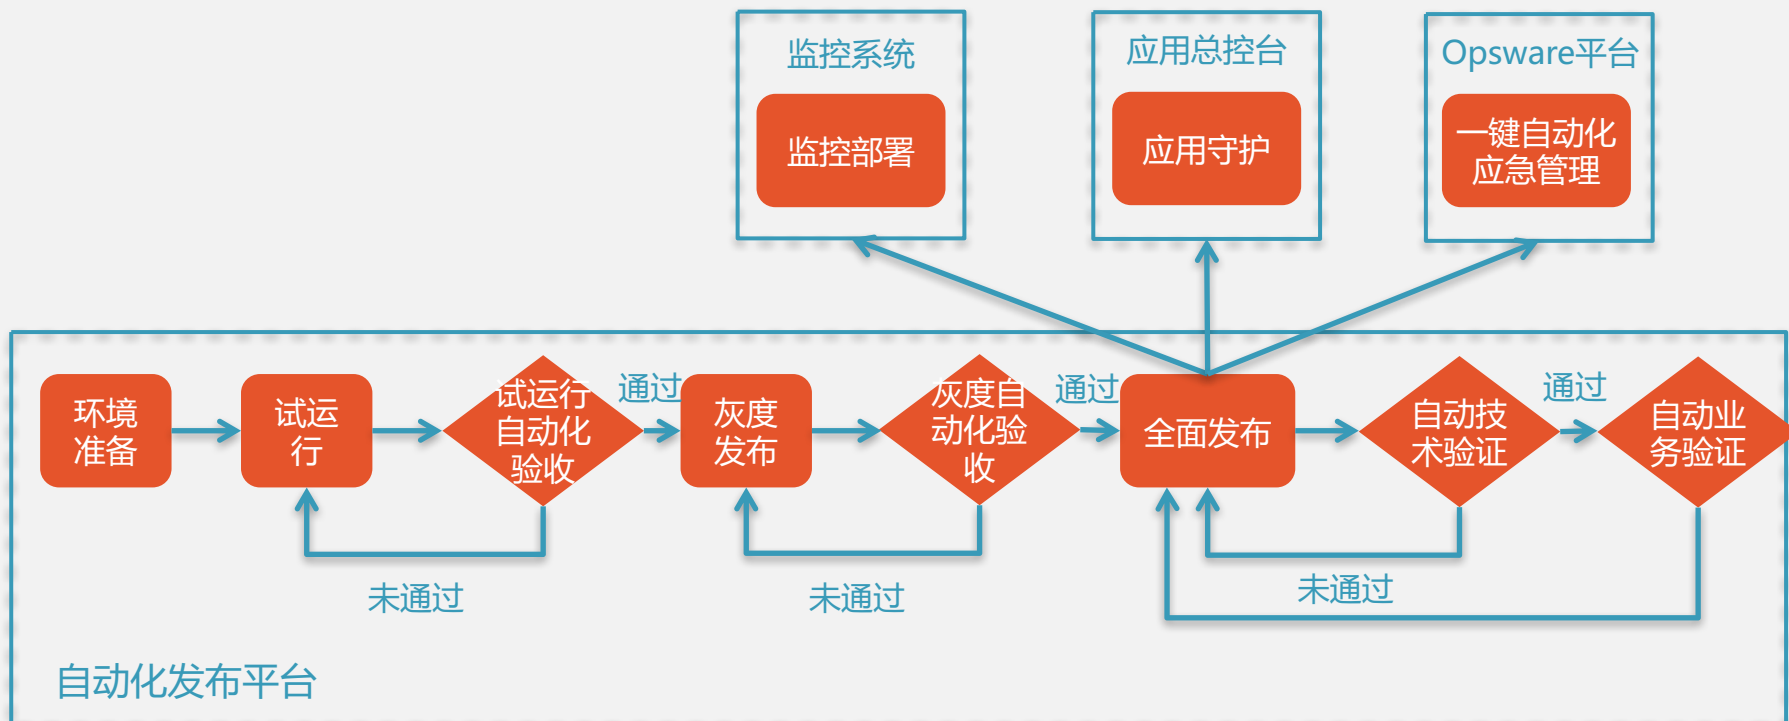 监控系统
监控部署
应用总控台
应用守护
Opsware平台
一键自动化
应急管理
环境
准备
试运
行
试运行
自动化
验收
通过
灰度
发布
灰度自
动化验
收
通过
全面发布
自动技
术验证
通过
自动业
务验证
未通过
未通过
未通过
自动化发布平台